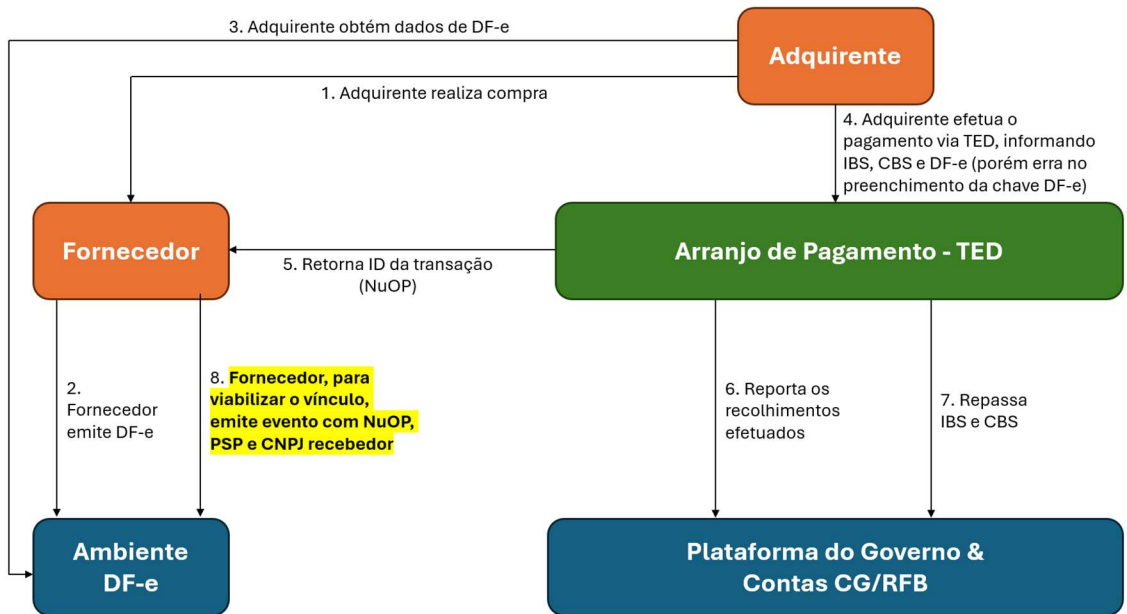 3. Adquirente obtém dados de DF-e
Adquirente
1. Adquirente realiza compra
4. Adquirente efetua o
pagamento via TED, informando
IBS, CBS e DF-e (porém erra no
preenchimento da chave DF-e)
Fornecedor
Arranjo de Pagamento - TED
5. Retorna ID da transação
(NuOP)
2.
Fornecedor
emite DF-e
8. Fornecedor, para
viabilizar o vínculo,
emite evento com NuOP,
PSP e CNPJ recebedor
6. Reporta os
recolhimentos
efetuados
7. Repassa
IBS e CBS
Ambiente
DF-e
Plataforma do Governo &
Contas CG/RFB